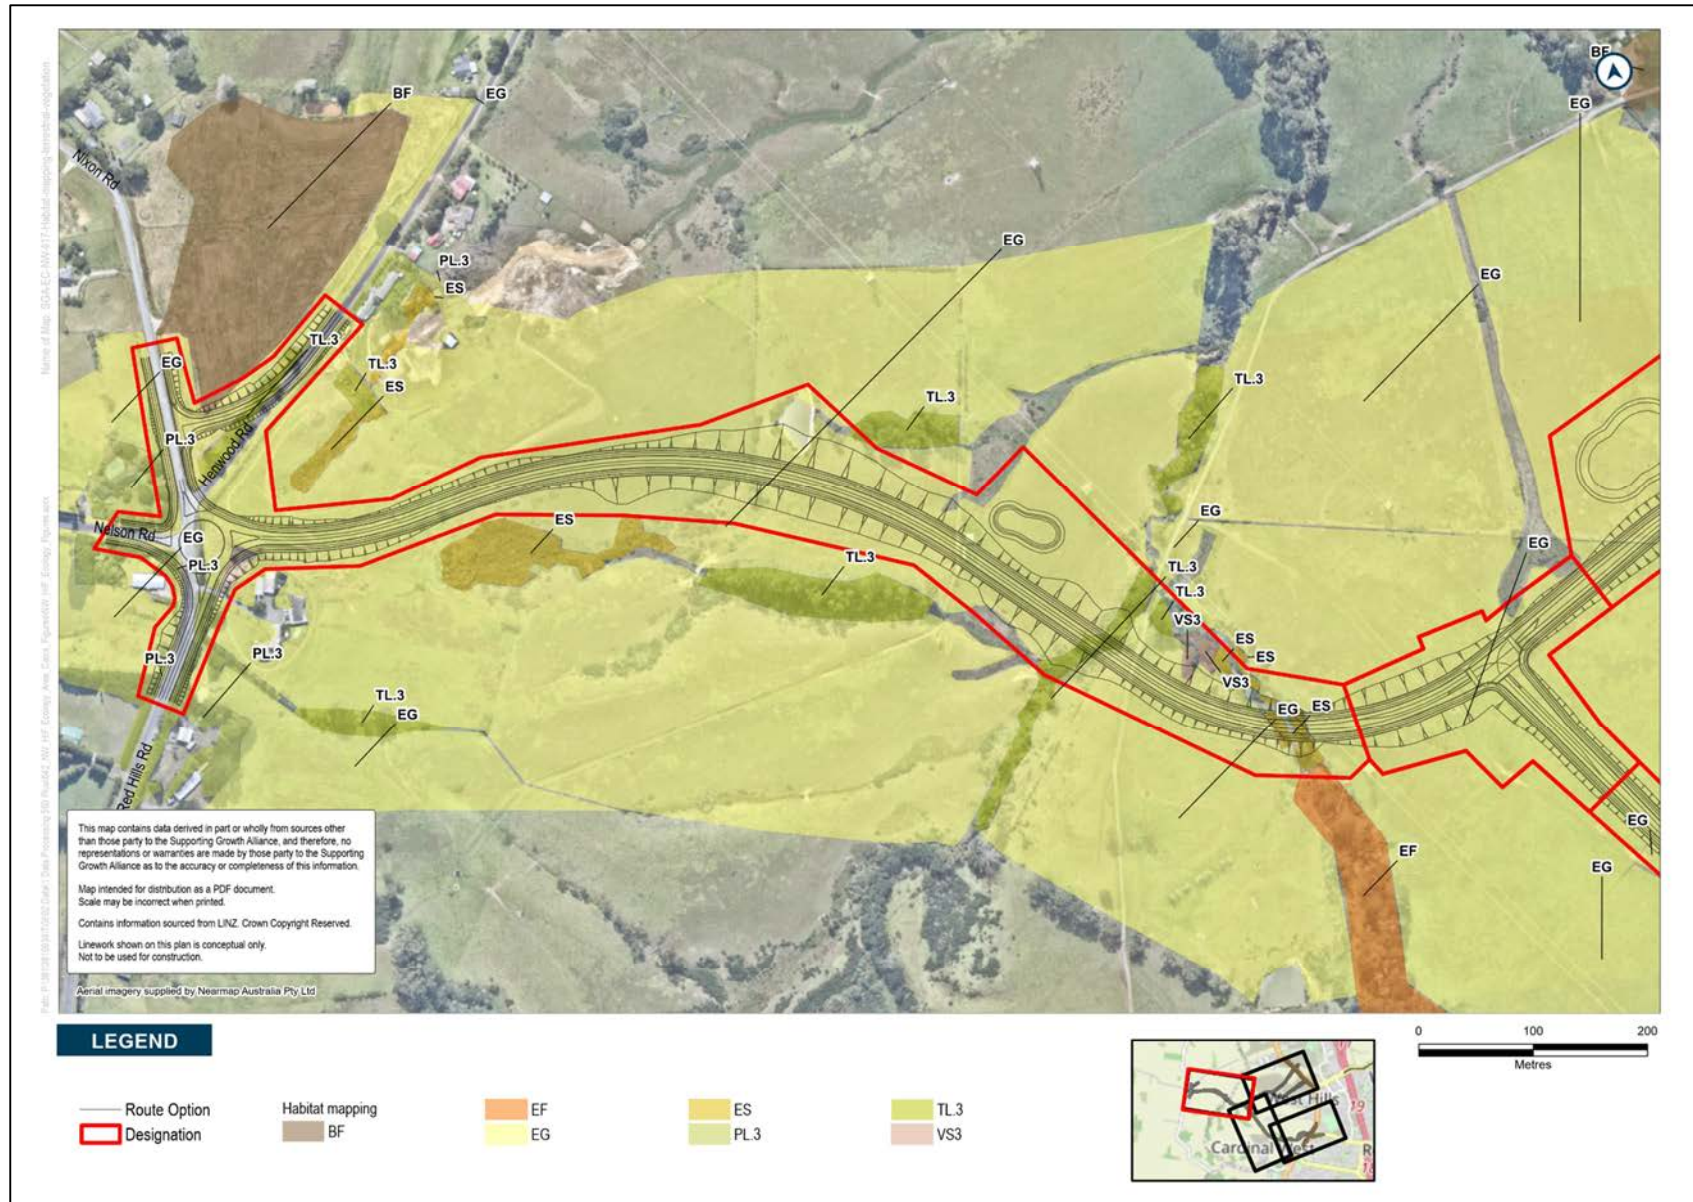 BF
EG
BF
EG
Nixon Rd
EG
PL.3
ES
EG
TL.3
EG
TL.3
ES
TL.3
TL.3
PL.3
Henwood Rd
Nelson Rd
EG
ES
EG
EG
PL.3
TL.3
TL.3
TL.3
VS3
ES
ES
PL.3
PL.3
VS3
TL.3
EG
EG
ES
Red Hills Rd
EG
EF
EG
This map contains data derived in part or wholly from sources other
than those party to the Supporting Growth Alliance, and therefore, no
representations or warranties are made by those party to the Supporting
Growth Alliance as to the accuracy or completeness of this information.
Map intended for distribution as a PDF document.
Scale may be incorrect when printed.
Contains information sourced from LINZ. Crown Copyright Reserved.
Linework shown on this plan is conceptual only.
Not to be used for construction.
Aerial imagery supplied by Nearmap Australia Pty Ltd
LEGEND
0 100 200
Metres
Route Option
Designation
Habitat mapping
BF
EF
EG
ES
PL.3
TL.3
VS3
West Hills
19
Cardinal West
R